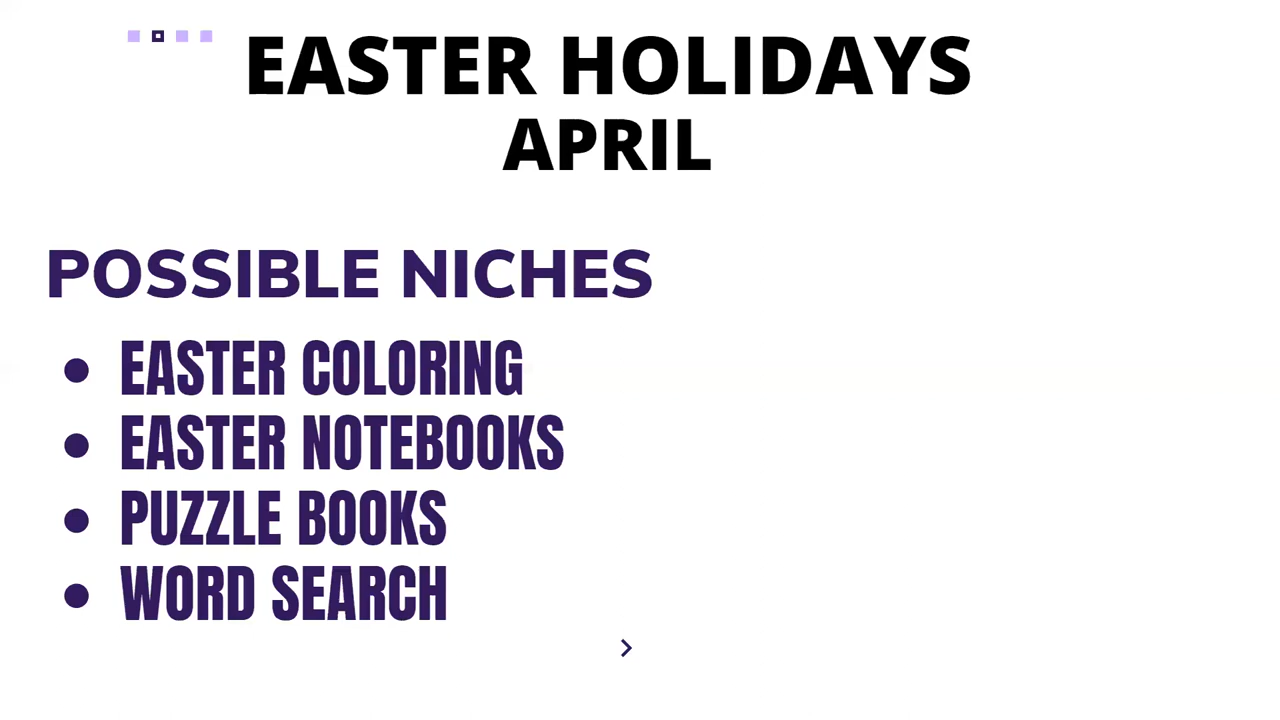 EASTER HOLIDAYS
APRIL
POSSIBLE NICHES
• EASTER COLORING
• EASTER NOTEBOOKS
• PUZZLE BOOKS
• WORD SEARCH